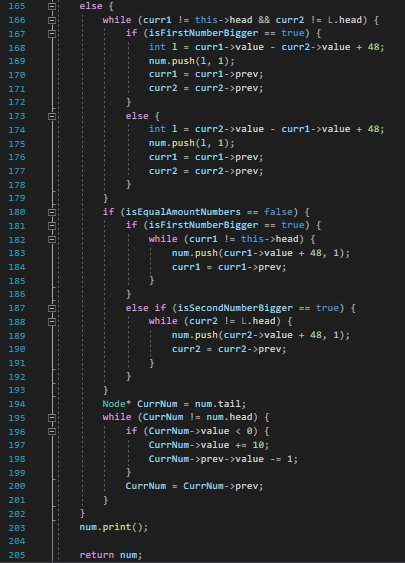 165 else {
166 while (curr1 != this->head && curr2 != L.head) {
167 if (isFirstNumberBigger == true) {
168 int l = curr1->value - curr2->value + 48;
169 num.push(l, 1);
170 curr1 = curr1->prev;
171 curr2 = curr2->prev;
172 }
173 else {
174 int l = curr2->value - curr1->value + 48;
175 num.push(l, 1);
176 curr1 = curr1->prev;
177 curr2 = curr2->prev;
178 }
179 }
180 if (isEqualAmountNumbers == false) {
181 if (isFirstNumberBigger == true) {
182 while (curr1 != this->head) {
183 num.push(curr1->value + 48, 1);
184 curr1 = curr1->prev;
185 }
186 }
187 else if (isSecondNumberBigger == true) {
188 while (curr2 != L.head) {
189 num.push(curr2->value + 48, 1);
190 curr2 = curr2->prev;
191 }
192 }
193 }
194 Node* CurrNum = num.tail;
195 while (CurrNum != num.head) {
196 if (CurrNum->value < 0) {
197 CurrNum->value += 10;
198 CurrNum->prev->value -= 1;
199 }
200 CurrNum = CurrNum->prev;
201 }
202 }
203 num.print();
204
205 return num;